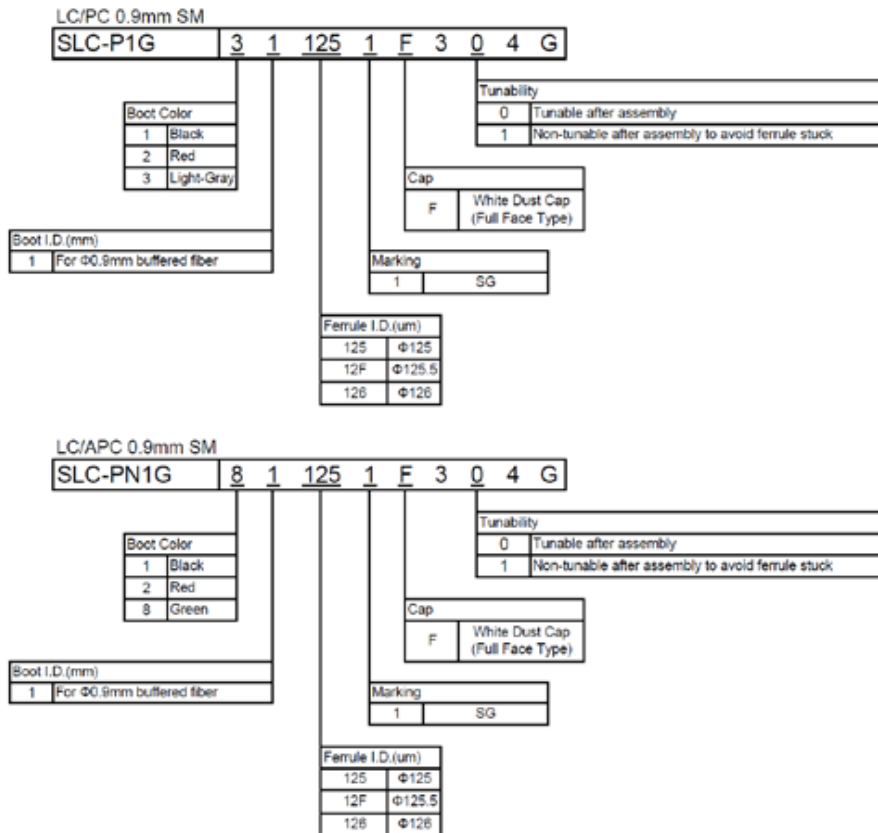 LC/PC 0.9mm SM
SLC-P1G 3 1 125 1 F 3 0 4 G
Tunability
0 Tunable after assembly
1 Non-tunable after assembly to avoid ferrule stuck
Boot Color
1 Black
2 Red
3 Light-Gray
Cap
F White Dust Cap
(Full Face Type)
Boot I.D.(mm)
1 For Φ0.9mm buffered fiber
Marking
1 SG
Ferrule I.D.(um)
125 Φ125
12F Φ125.5
126 Φ126
LC/APC 0.9mm SM
SLC-PN1G 8 1 125 1 F 3 0 4 G
Tunability
0 Tunable after assembly
1 Non-tunable after assembly to avoid ferrule stuck
Boot Color
1 Black
2 Red
8 Green
Cap
F White Dust Cap
(Full Face Type)
Boot I.D.(mm)
1 For Φ0.9mm buffered fiber
Marking
1 SG
Ferrule I.D.(um)
125 Φ125
12F Φ125.5
126 Φ126